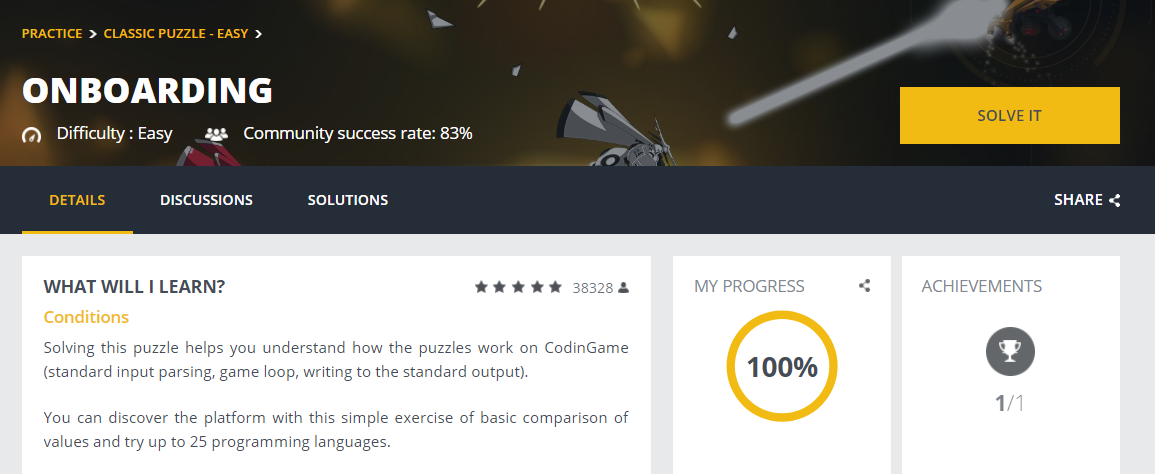 PRACTICE > CLASSIC PUZZLE - EASY >
ONBOARDING
Difficulty : Easy Community success rate: 83%
SOLVE IT
DETAILS DISCUSSIONS SOLUTIONS SHARE
WHAT WILL I LEARN? 38328
Conditions
Solving this puzzle helps you understand how the puzzles work on CodinGame
(standard input parsing, game loop, writing to the standard output).
You can discover the platform with this simple exercise of basic comparison of
values and try up to 25 programming languages.
MY PROGRESS
100%
ACHIEVEMENTS
1/1